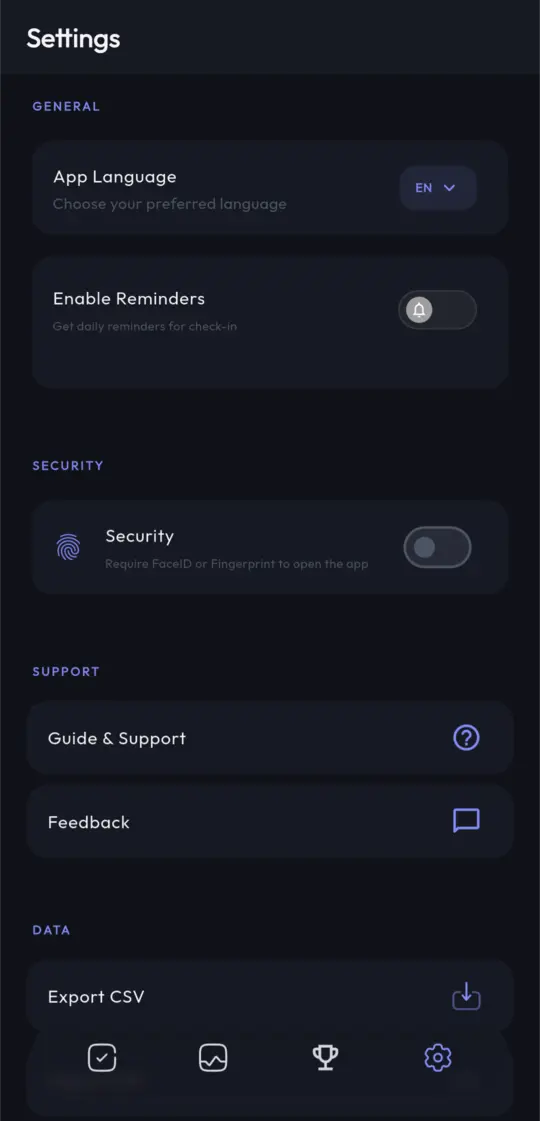 Settings
GENERAL
App Language
Choose your preferred language
EN
Enable Reminders
Get daily reminders for check-in
SECURITY
Security
Require FaceID or Fingerprint to open the app
SUPPORT
Guide & Support
Feedback
DATA
Export CSV